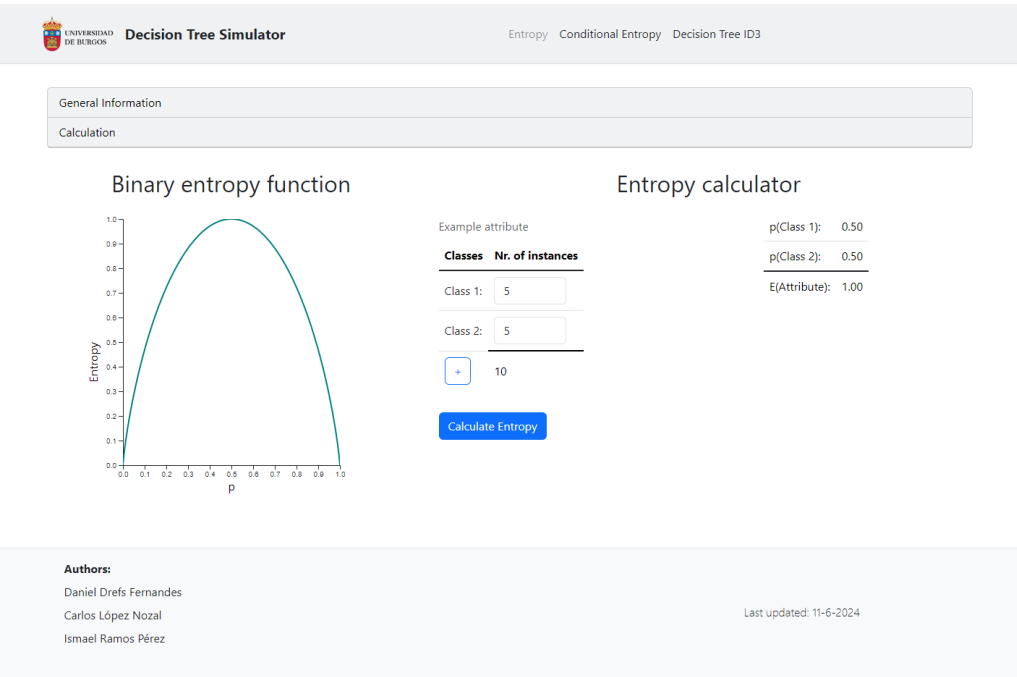 UNIVERSIDAD
DE BURGOS
Decision Tree Simulator
Entropy Conditional Entropy Decision Tree ID3
General Information
Calculation
Binary entropy function
Entropy
1.0
0.9
0.8
0.7
0.6
0.5
0.4
0.3
0.2
0.1
0.0
0.0 0.1 0.2 0.3 0.4 0.5 0.6 0.7 0.8 0.9 1.0
p
Entropy calculator
Example attribute
Classes Nr. of instances
Class 1: 5
Class 2: 5
+ 10
Calculate Entropy
p(Class 1): 0.50
p(Class 2): 0.50
E(Attribute): 1.00
Authors:
Daniel Drefs Fernandes
Carlos López Nozal
Ismael Ramos Pérez
Last updated: 11-6-2024